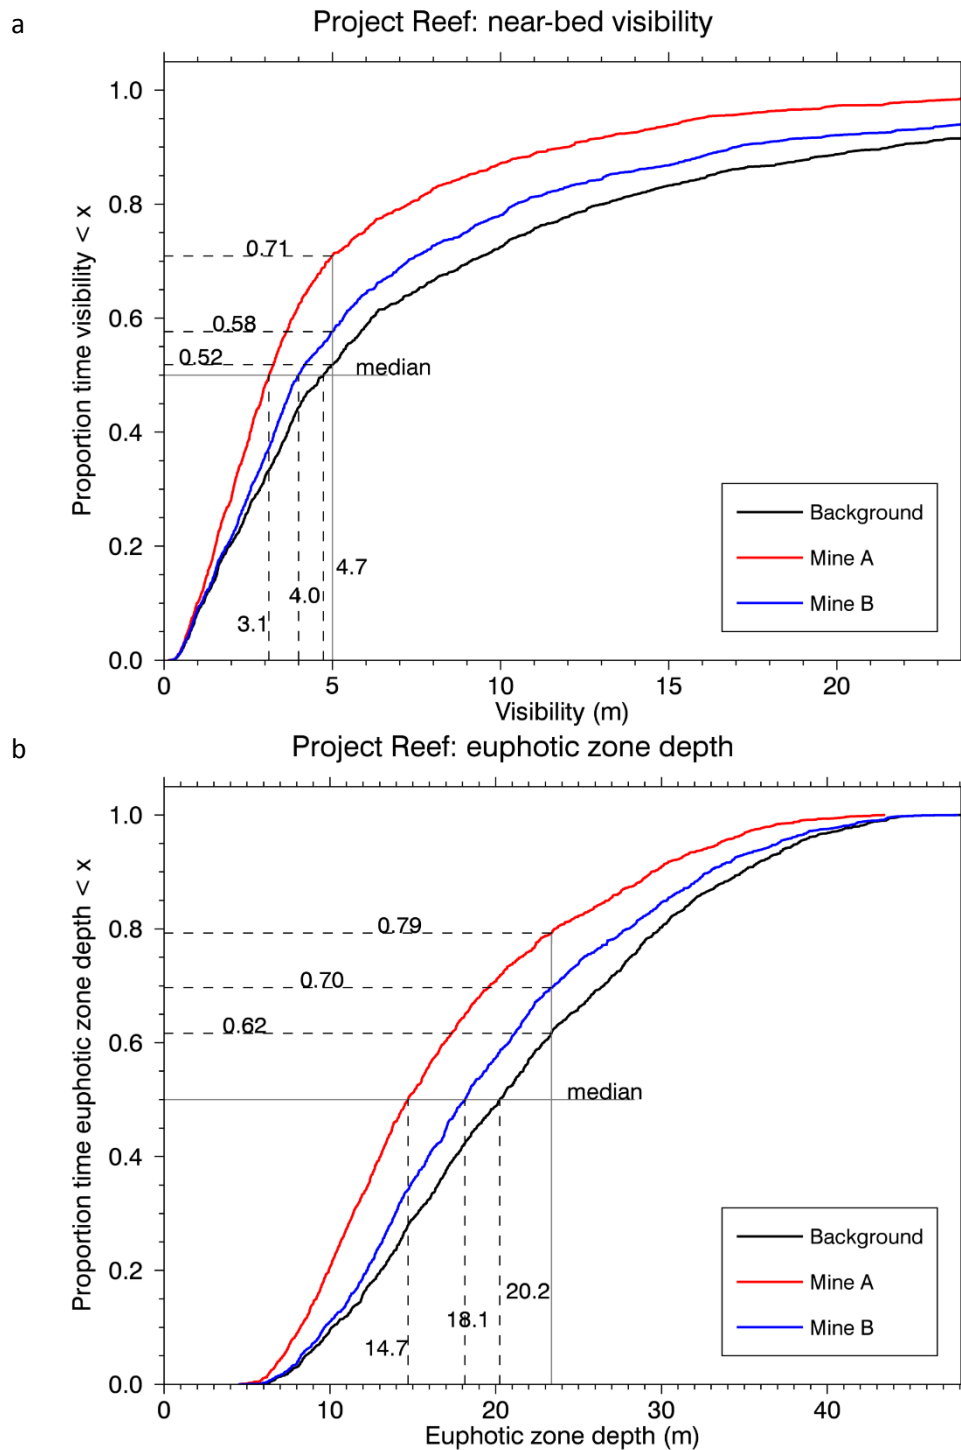 a
Project Reef: near-bed visibility
Proportion time visibility < x
1.0
0.8
0.6
0.4
0.2
0.0
0.71
0.58
0.52
median
4.7
4.0
3.1
Background
Mine A
Mine B
0 5 10 15 20
Visibility (m)
b
Project Reef: euphotic zone depth
Proportion time euphotic zone depth < x
1.0
0.8
0.6
0.4
0.2
0.0
0.79
0.70
0.62
median
20.2
18.1
14.7
Background
Mine A
Mine B
0 10 20 30 40
Euphotic zone depth (m)